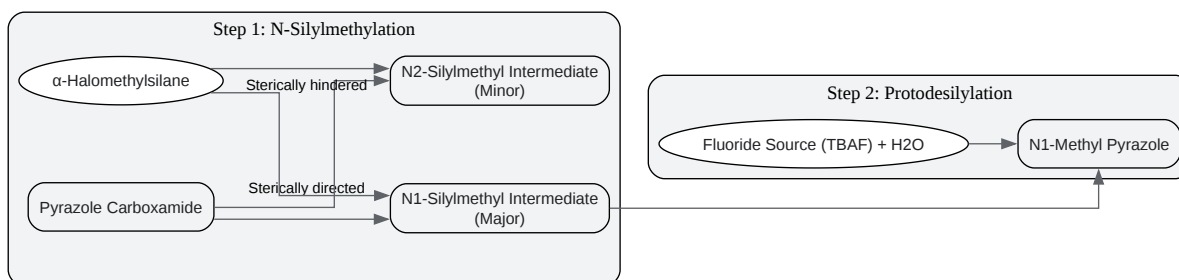 Step 1: N-Silylmethylation
α-Halomethylsilane
Sterically hindered
N2-Silylmethyl Intermediate
(Minor)
Sterically directed
Pyrazole Carboxamide
N1-Silylmethyl Intermediate
(Major)
Step 2: Protodesilylation
Fluoride Source (TBAF) + H2O
N1-Methyl Pyrazole